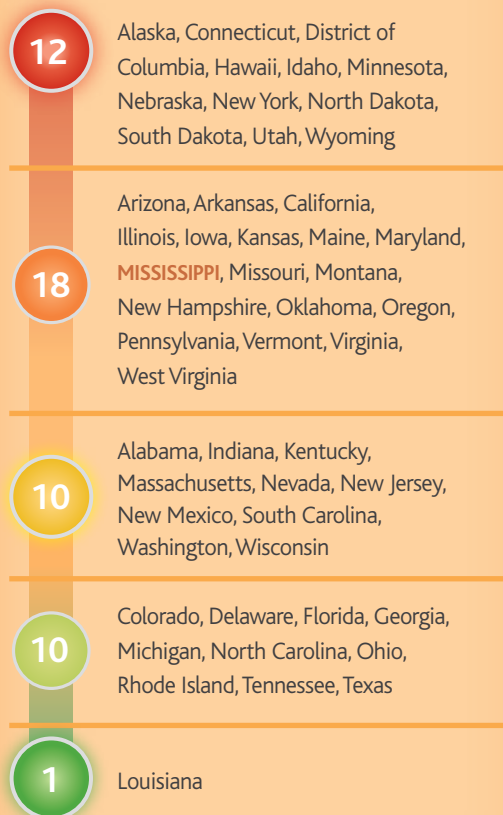 12
Alaska, Connecticut, District of
Columbia, Hawaii, Idaho, Minnesota,
Nebraska, New York, North Dakota,
South Dakota, Utah, Wyoming
18
Arizona, Arkansas, California,
Illinois, Iowa, Kansas, Maine, Maryland,
MISSISSIPPI, Missouri, Montana,
New Hampshire, Oklahoma, Oregon,
Pennsylvania, Vermont, Virginia,
West Virginia
10
Alabama, Indiana, Kentucky,
Massachusetts, Nevada, New Jersey,
New Mexico, South Carolina,
Washington, Wisconsin
10
Colorado, Delaware, Florida, Georgia,
Michigan, North Carolina, Ohio,
Rhode Island, Tennessee, Texas
1
Louisiana